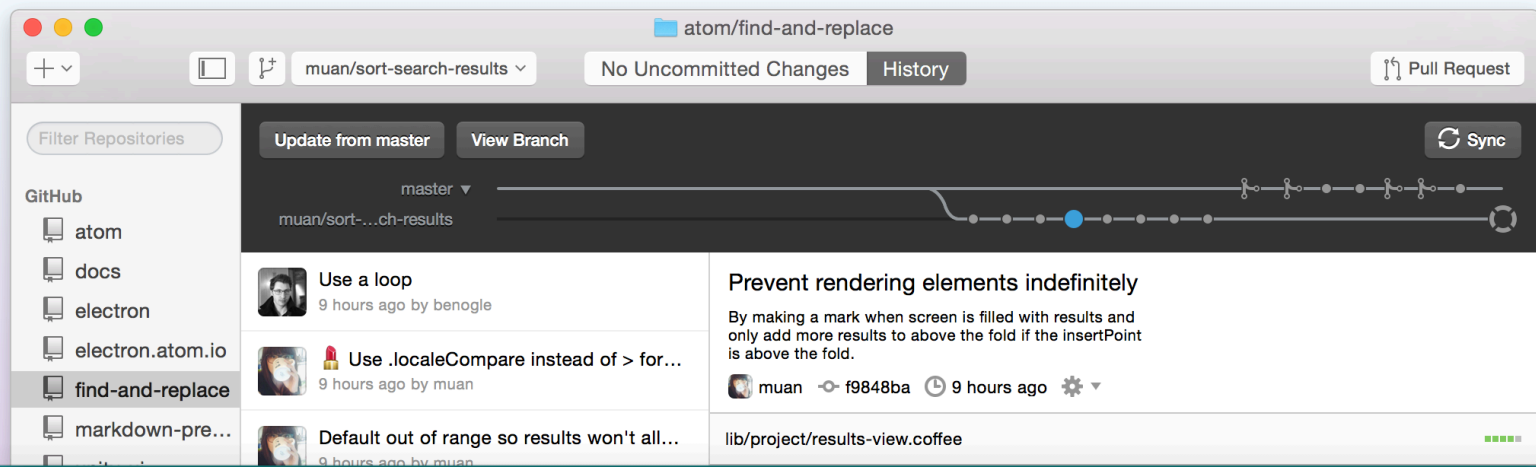 atom/find-and-replace
muan/sort-search-results
No Uncommitted Changes
History
Pull Request
Filter Repositories
GitHub
atom
docs
electron
electron.atom.io
find-and-replace
markdown-pre...
Update from master
View Branch
Sync
master
muan/sort-...ch-results
Use a loop
9 hours ago by benogle
💄 Use .localeCompare instead of > for...
9 hours ago by muan
Default out of range so results won't all...
9 hours ago by muan
Prevent rendering elements indefinitely
By making a mark when screen is filled with results and
only add more results to above the fold if the insertPoint
is above the fold.
muan f9848ba 9 hours ago
lib/project/results-view.coffee